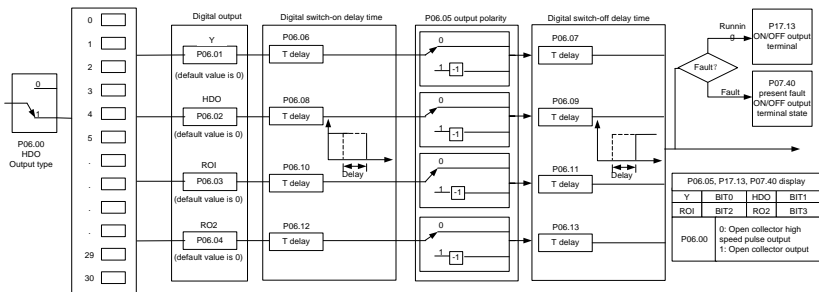 0
1
2
3
4
5
.
.
.
.
29
30
0
1
P06.00
HDO
Output type
Digital output
Y
P06.01
(default value is 0)
HDO
P06.02
(default value is 0)
ROI
P06.03
(default value is 0)
RO2
P06.04
(default value is 0)
Digital switch-on delay time
P06.06
T delay
P06.08
T delay
Delay
P06.10
T delay
P06.12
T delay
P06.05 output polarity
0
1
-1
0
1
-1
0
1
-1
0
1
-1
Digital switch-off delay time
P06.07
T delay
P06.09
T delay
Delay
P06.11
T delay
P06.13
T delay
Runnin
g
Fault?
Fault
P17.13
ON/OFF output
terminal
P07.40
present fault
ON/OFF output
terminal state
P06.05, P17.13, P07.40 display
Y BIT0 HDO BIT1
ROI BIT2 RO2 BIT3
P06.00
0: Open collector high
speed pulse output
1: Open collector output